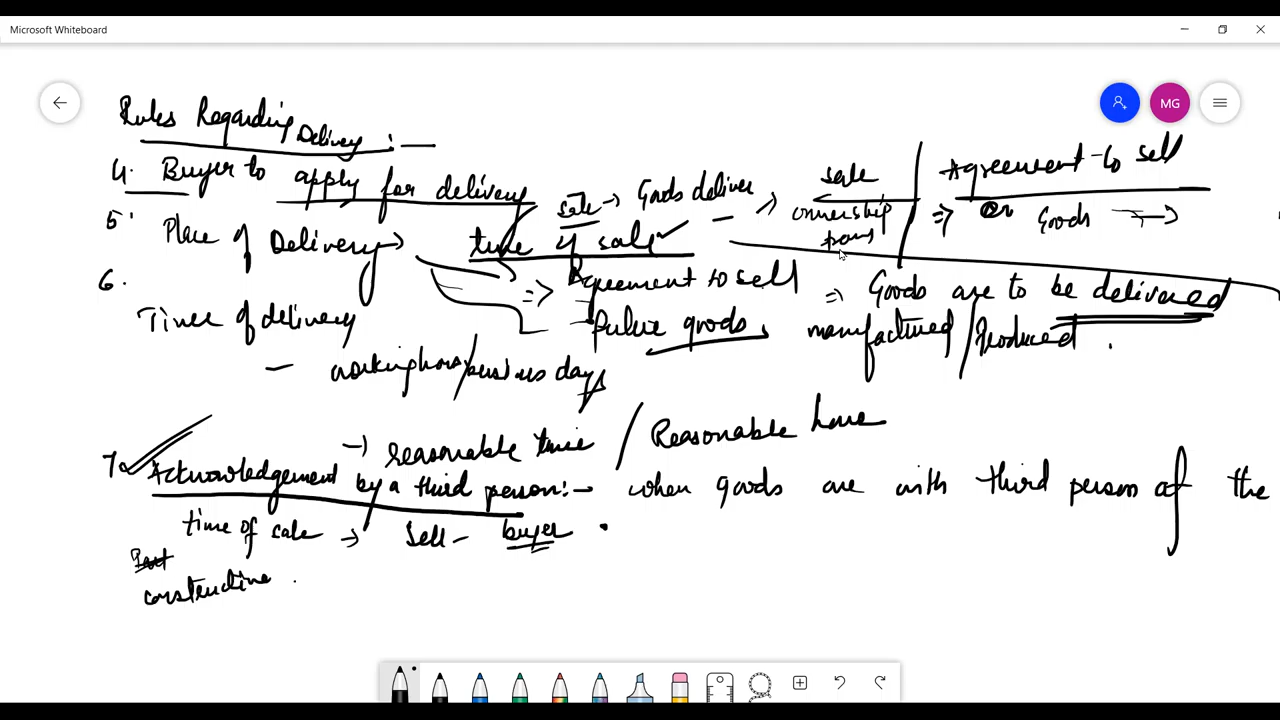 Microsoft Whiteboard
MG
Rules Regarding Delivery :-
4. Buyer to apply for delivery
sale → Goods deliver ⇒ sale
ownership
Agreement to sell
⇒ Goods →
5. Place of Delivery → time of sale
⇒ Agreement to sell ⇒ Goods are to be delivered
goods, manufactured / Produced.
6.
Time of delivery
- working hours/business days
→ reasonable time / Reasonable hour
7. Acknowledgement by a third person:- when goods are with third person at the
time of sale → sell - buyer.
constructive.